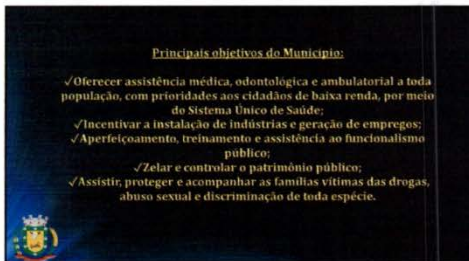 Principais objetivos do Município:
✓Oferecer assistência médica, odontológica e ambulatorial a toda
população, com prioridades aos cidadãos de baixa renda, por meio
do Sistema Único de Saúde;
✓Incentivar a instalação de indústrias e geração de empregos;
✓Aperfeiçoamento, treinamento e assistência ao funcionalismo
público;
✓Zelar e controlar o patrimônio público;
✓Assistir, proteger e acompanhar as famílias vítimas das drogas,
abuso sexual e discriminação de toda espécie.